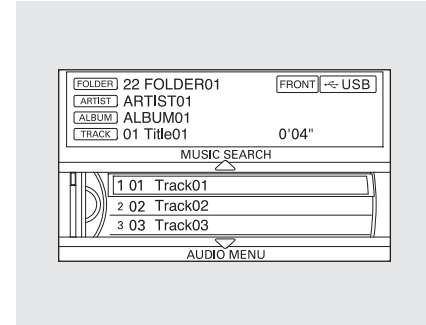 FOLDER 22 FOLDER01 FRONT USB
ARTIST ARTIST01
ALBUM ALBUM01
TRACK 01 Title01 0'04"
MUSIC SEARCH
1 01 Track01
2 02 Track02
3 03 Track03
AUDIO MENU